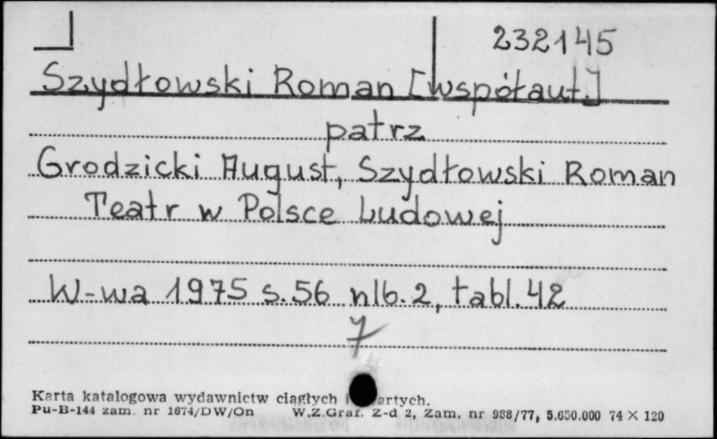 232145
Szydłowski Roman [współaut.]
patrz
Grodzicki August, Szydłowski Roman
Teatr w Polsce Ludowej
W-wa 1975 s.56 nlb.2, tabl.42
7
Karta katalogowa wydawnictw ciągłych i artych.
Pu-B-144 zam. nr 1674/DW/On W.Z.Graf. Z-d 2, Zam. nr 988/77, 5.650.000 74 X 120